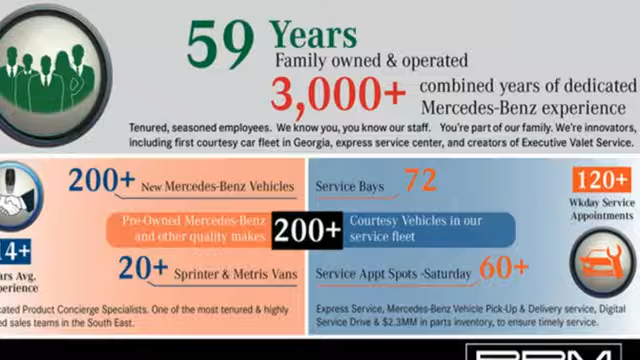 59 Years
Family owned & operated
3,000+ combined years of dedicated
Mercedes-Benz experience
Tenured, seasoned employees. We know you, you know our staff. You're part of our family. We're innovators,
including first courtesy car fleet in Georgia, express service center, and creators of Executive Valet Service.
200+ New Mercedes-Benz Vehicles
Pre-Owned Mercedes-Benz
and other quality makes
200+
20+ Sprinter & Metris Vans
14+
Avg.
Product Concierge Specialists. One of the most tenured & highly
sales teams in the South East.
Service Bays 72
Courtesy Vehicles in our
service fleet
Service Appt Spots -Saturday 60+
120+
Wkday Service
Appointments
Express Service, Mercedes-Benz Vehicle Pick-Up & Delivery service, Digital
Service Drive & $2.3MM in parts inventory, to ensure timely service.